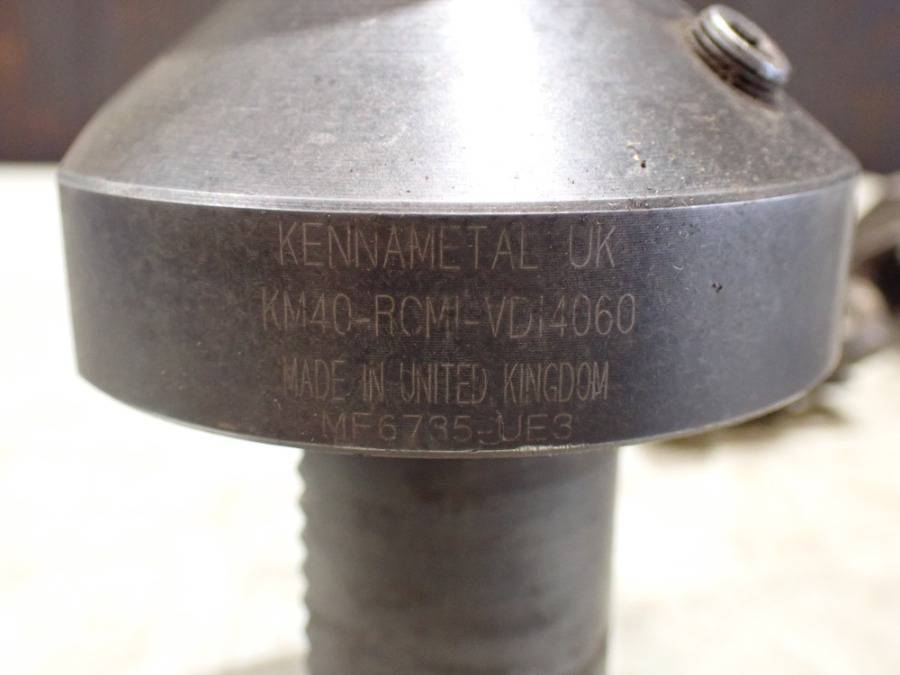 KENNAMETAL UK
KM40-RCMI-VDI4060
MADE IN UNITED KINGDOM
MF6735-UE3